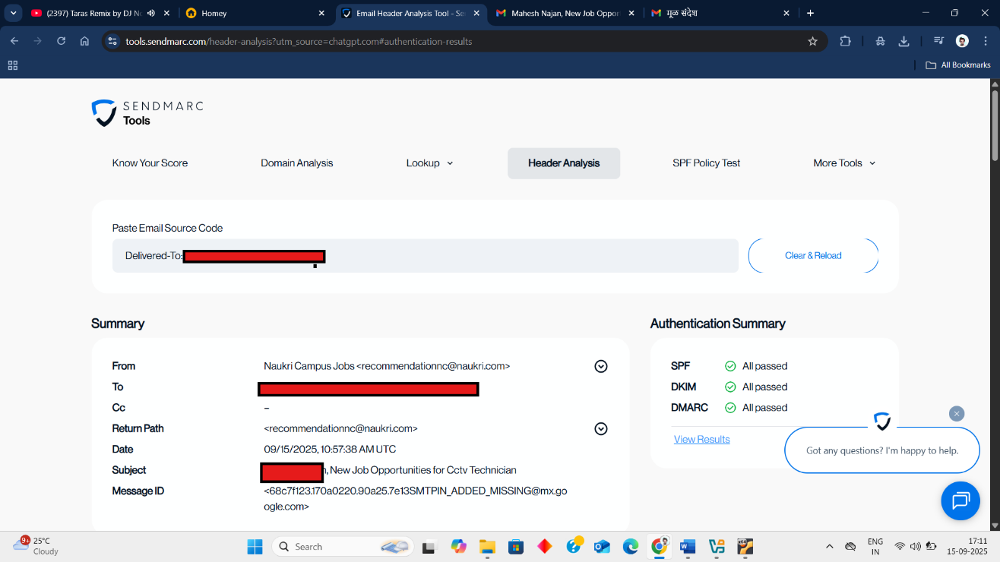 (2397) Taras Remix by DJ N
Homey
Email Header Analysis Tool - Se
Mahesh Najan, New Job Oppor
मूळ संदेश
tools.sendmarc.com/header-analysis?utm_source=chatgpt.com#authentication-results
All Bookmarks
SENDMARC
Tools
Know Your Score
Domain Analysis
Lookup
Header Analysis
SPF Policy Test
More Tools
Paste Email Source Code
Delivered-To:
Clear & Reload
Summary
From Naukri Campus Jobs <recommendationnc@naukri.com>
To
Cc –
Return Path <recommendationnc@naukri.com>
Date 09/15/2025, 10:57:38 AM UTC
Subject , New Job Opportunities for Cctv Technician
Message ID <68c7f123.170a0220.90a25.7e13SMTPIN_ADDED_MISSING@mx.go
ogle.com>
Authentication Summary
SPF All passed
DKIM All passed
DMARC All passed
View Results
Got any questions? I'm happy to help.
9+
25°C
Cloudy
Search
ENG
IN
17:11
15-09-2025